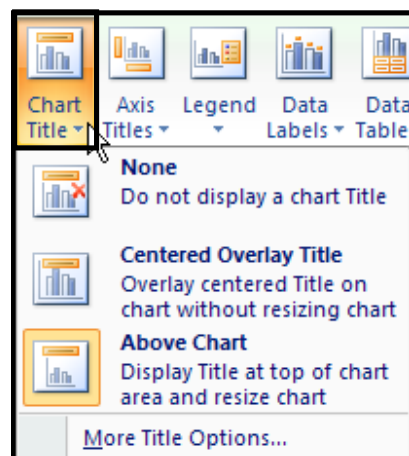 Chart Axis Legend Data Data
Title Titles Labels Table
None
Do not display a chart Title
Centered Overlay Title
Overlay centered Title on
chart without resizing chart
Above Chart
Display Title at top of chart
area and resize chart
More Title Options...